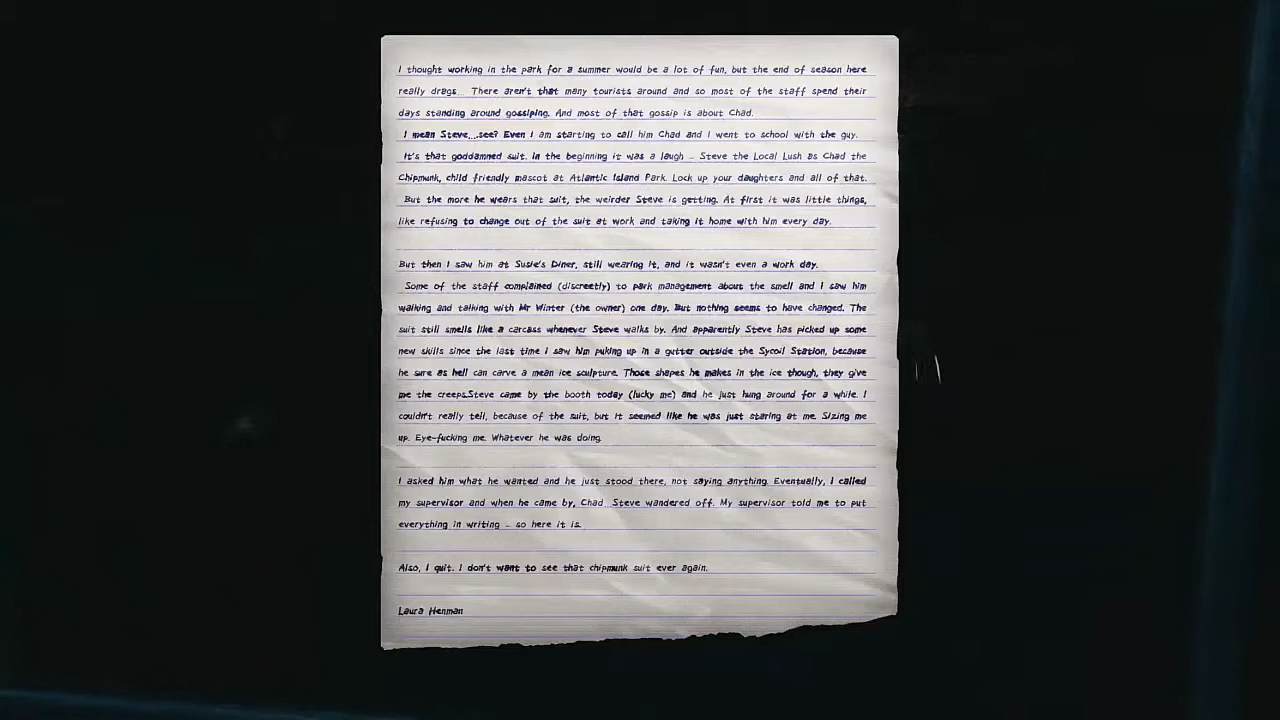 I thought working in the park for a summer would be a lot of fun, but the end of season here
really drags... There aren't that many tourists around and so most of the staff spend their
days standing around gossiping. And most of that gossip is about Chad.
I mean Steve...see? Even I am starting to call him Chad and I went to school with the guy.
It's that goddamned suit. In the beginning it was a laugh - Steve the Local Lush as Chad the
Chipmunk, child friendly mascot at Atlantic Island Park. Lock up your daughters and all of that.
But the more he wears that suit, the weirder Steve is getting. At first it was little things,
like refusing to change out of the suit at work and taking it home with him every day.
But then I saw him at Susie's Diner, still wearing it, and it wasn't even a work day.
Some of the staff complained (discreetly) to park management about the smell and I saw him
walking and talking with Mr Winter (the owner) one day. But nothing seems to have changed. The
suit still smells like a carcass whenever Steve walks by. And apparently Steve has picked up some
new skills since the last time I saw him puking up in a gutter outside the Sycoil Station, because
he sure as hell can carve a mean ice sculpture. Those shapes he makes in the ice though, they give
me the creeps.Steve came by the booth today (lucky me) and he just hung around for a while. I
couldn't really tell, because of the suit, but it seemed like he was just staring at me. Sizing me
up. Eye-fucking me. Whatever he was doing.
I asked him what he wanted and he just stood there, not saying anything. Eventually, I called
my supervisor and when he came by, Chad...Steve wandered off. My supervisor told me to put
everything in writing - so here it is.
Also, I quit. I don't want to see that chipmunk suit ever again.
Laura Henman